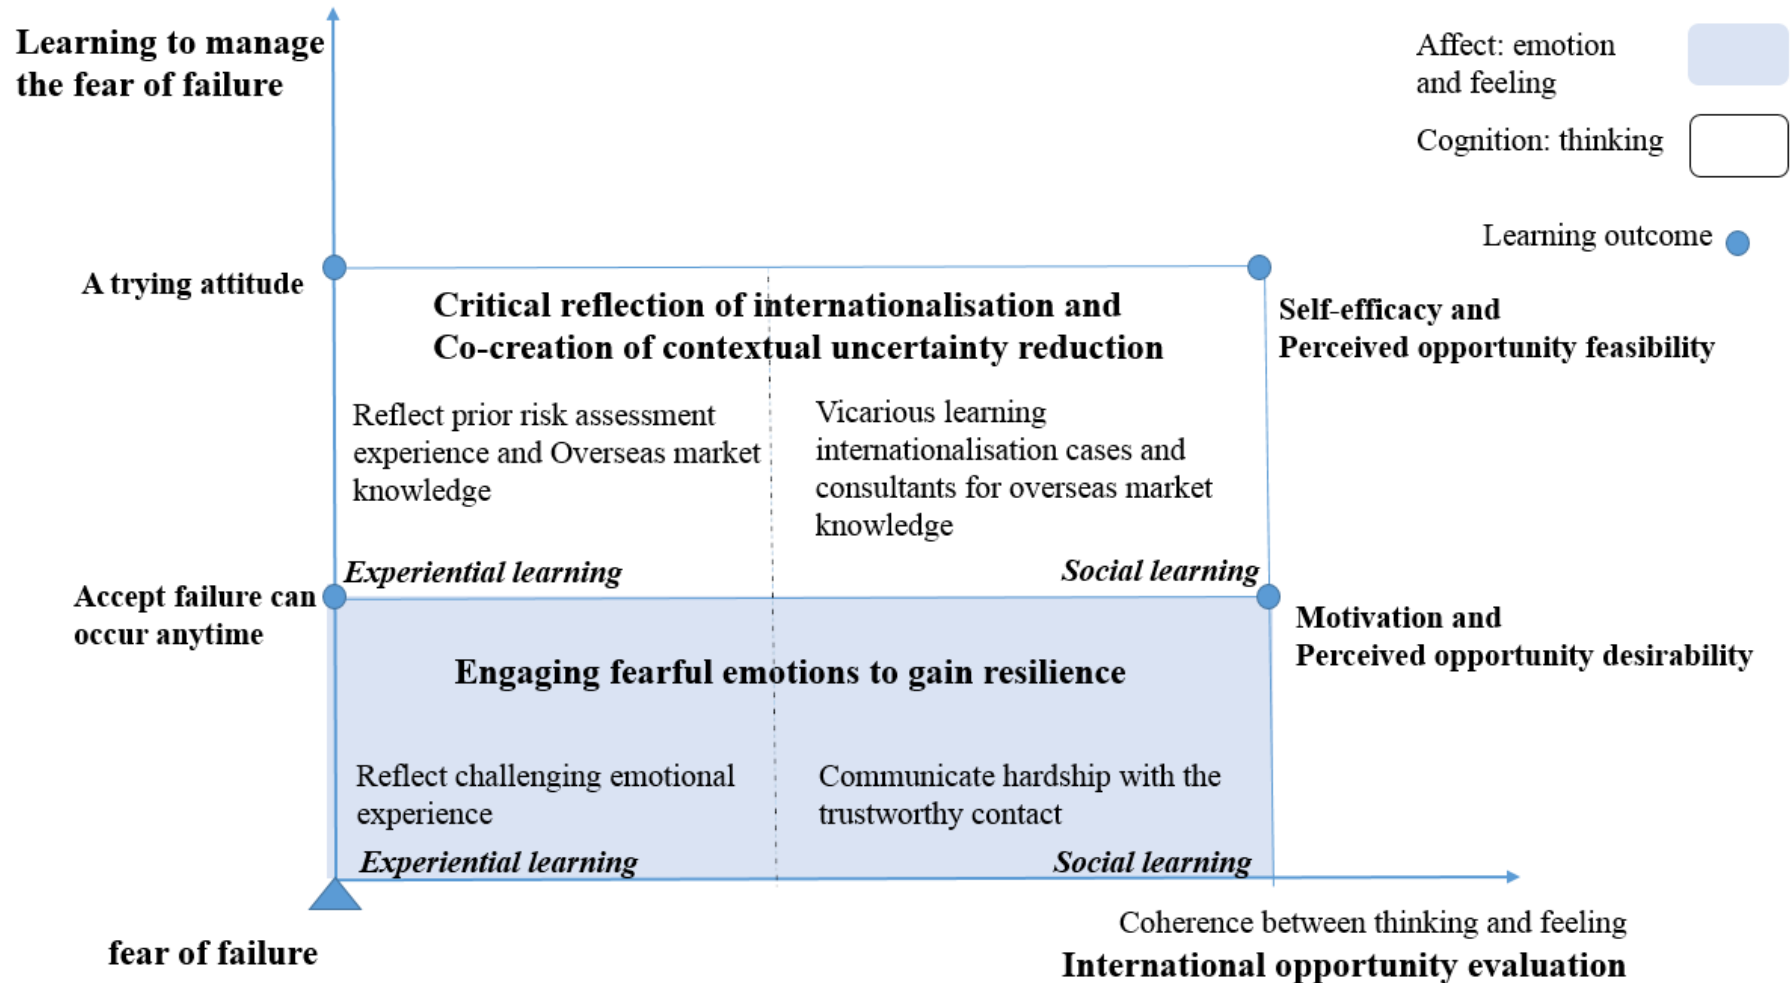 Learning to manage
the fear of failure
Affect: emotion
and feeling
Cognition: thinking
Learning outcome
A trying attitude
Critical reflection of internationalisation and
Co-creation of contextual uncertainty reduction
Self-efficacy and
Perceived opportunity feasibility
Reflect prior risk assessment
experience and Overseas market
knowledge
Vicarious learning
internationalisation cases and
consultants for overseas market
knowledge
Experiential learning
Social learning
Accept failure can
occur anytime
Motivation and
Perceived opportunity desirability
Engaging fearful emotions to gain resilience
Reflect challenging emotional
experience
Communicate hardship with the
trustworthy contact
Experiential learning
Social learning
fear of failure
Coherence between thinking and feeling
International opportunity evaluation